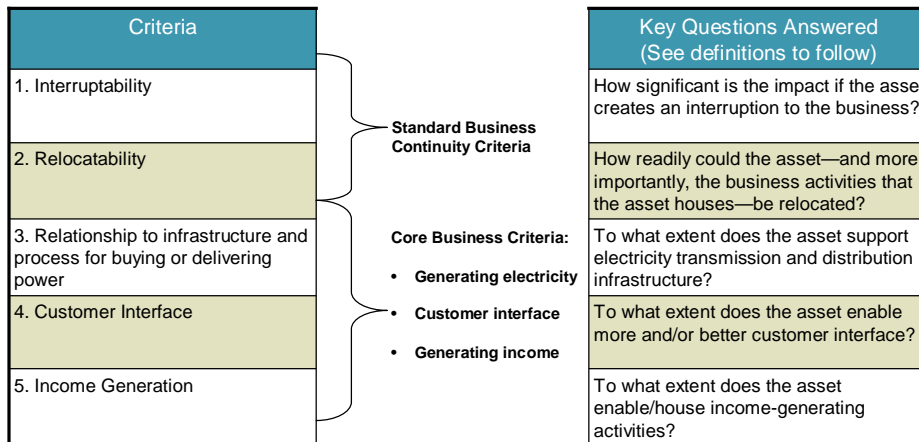 Criteria
1. Interruptability
2. Relocatability
3. Relationship to infrastructure and
process for buying or delivering
power
4. Customer Interface
5. Income Generation
Standard Business
Continuity Criteria
Core Business Criteria:
• Generating electricity
• Customer interface
• Generating income
Key Questions Answered
(See definitions to follow)
How significant is the impact if the asse
creates an interruption to the business?
How readily could the asset—and more
importantly, the business activities that
the asset houses—be relocated?
To what extent does the asset support
electricity transmission and distribution
infrastructure?
To what extent does the asset enable
more and/or better customer interface?
To what extent does the asset
enable/house income-generating
activities?